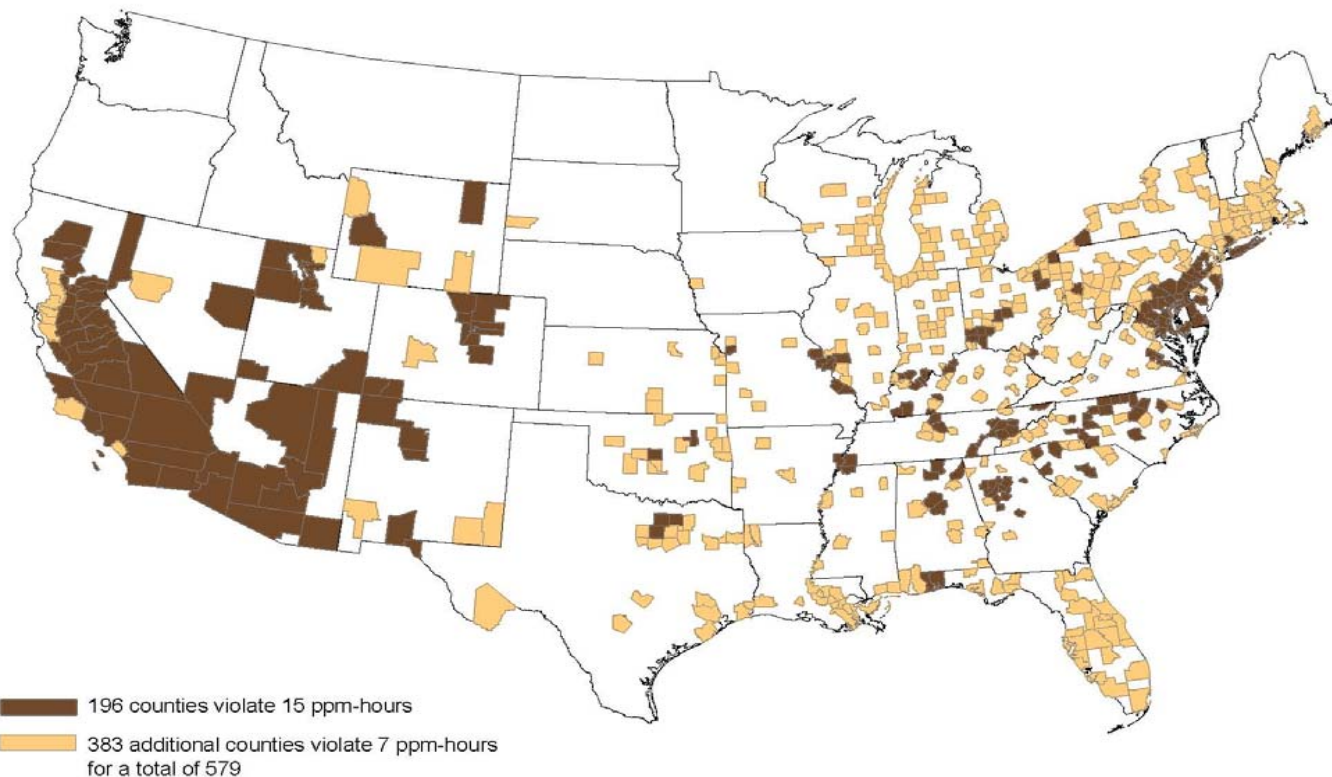 196 counties violate 15 ppm-hours
383 additional counties violate 7 ppm-hours
for a total of 579